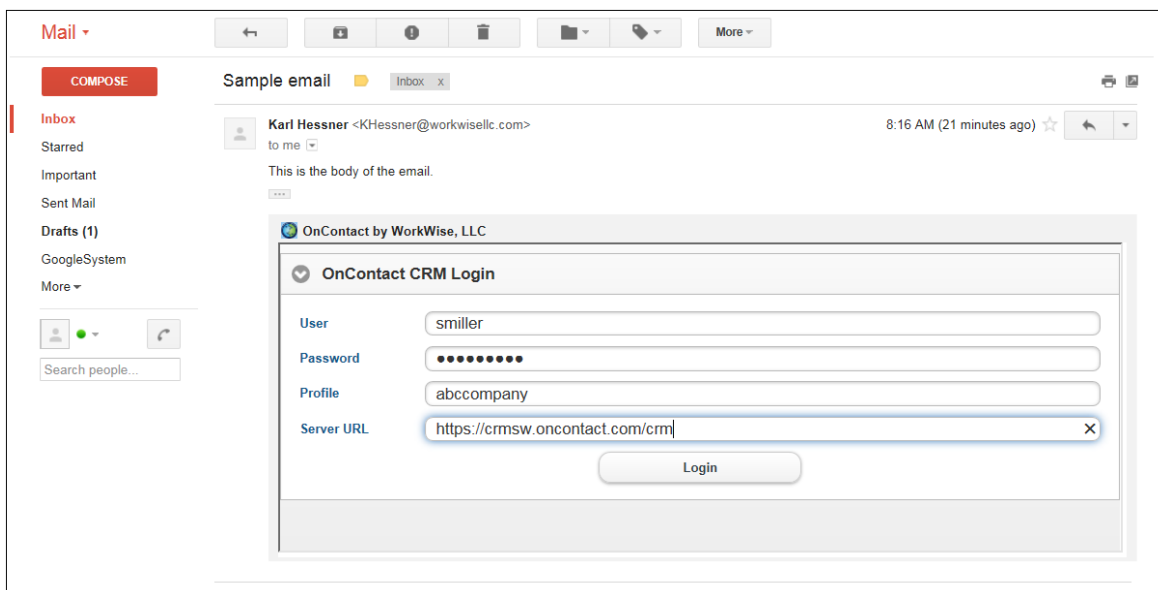 Mail
More
COMPOSE
Sample email Inbox x
Inbox
Karl Hessner <KHessner@workwisellc.com> 8:16 AM (21 minutes ago)
to me
Starred
Important
This is the body of the email.
Sent Mail
Drafts (1)
OnContact by WorkWise, LLC
GoogleSystem
More
OnContact CRM Login
User smiller
Password •••••••••
Search people...
Profile abccompany
Server URL https://crmsw.oncontact.com/crm
Login